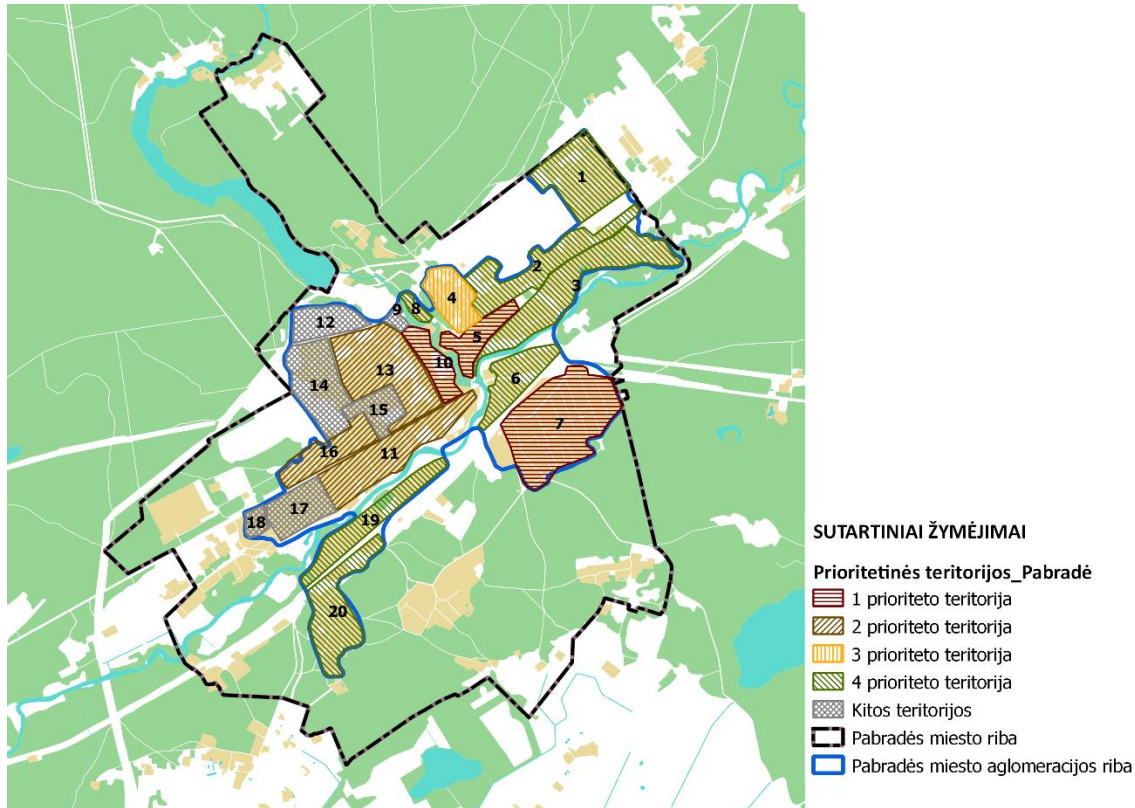 1
2
3
4
5
6
7
8
9
10
11
12
13
14
15
16
17
18
19
20
SUTARTINIAI ŽYMĖJIMAI
Prioritetinės teritorijos_Pabradė
1 prioriteto teritorija
2 prioriteto teritorija
3 prioriteto teritorija
4 prioriteto teritorija
Kitos teritorijos
Pabradės miesto riba
Pabradės miesto aglomeracijos riba